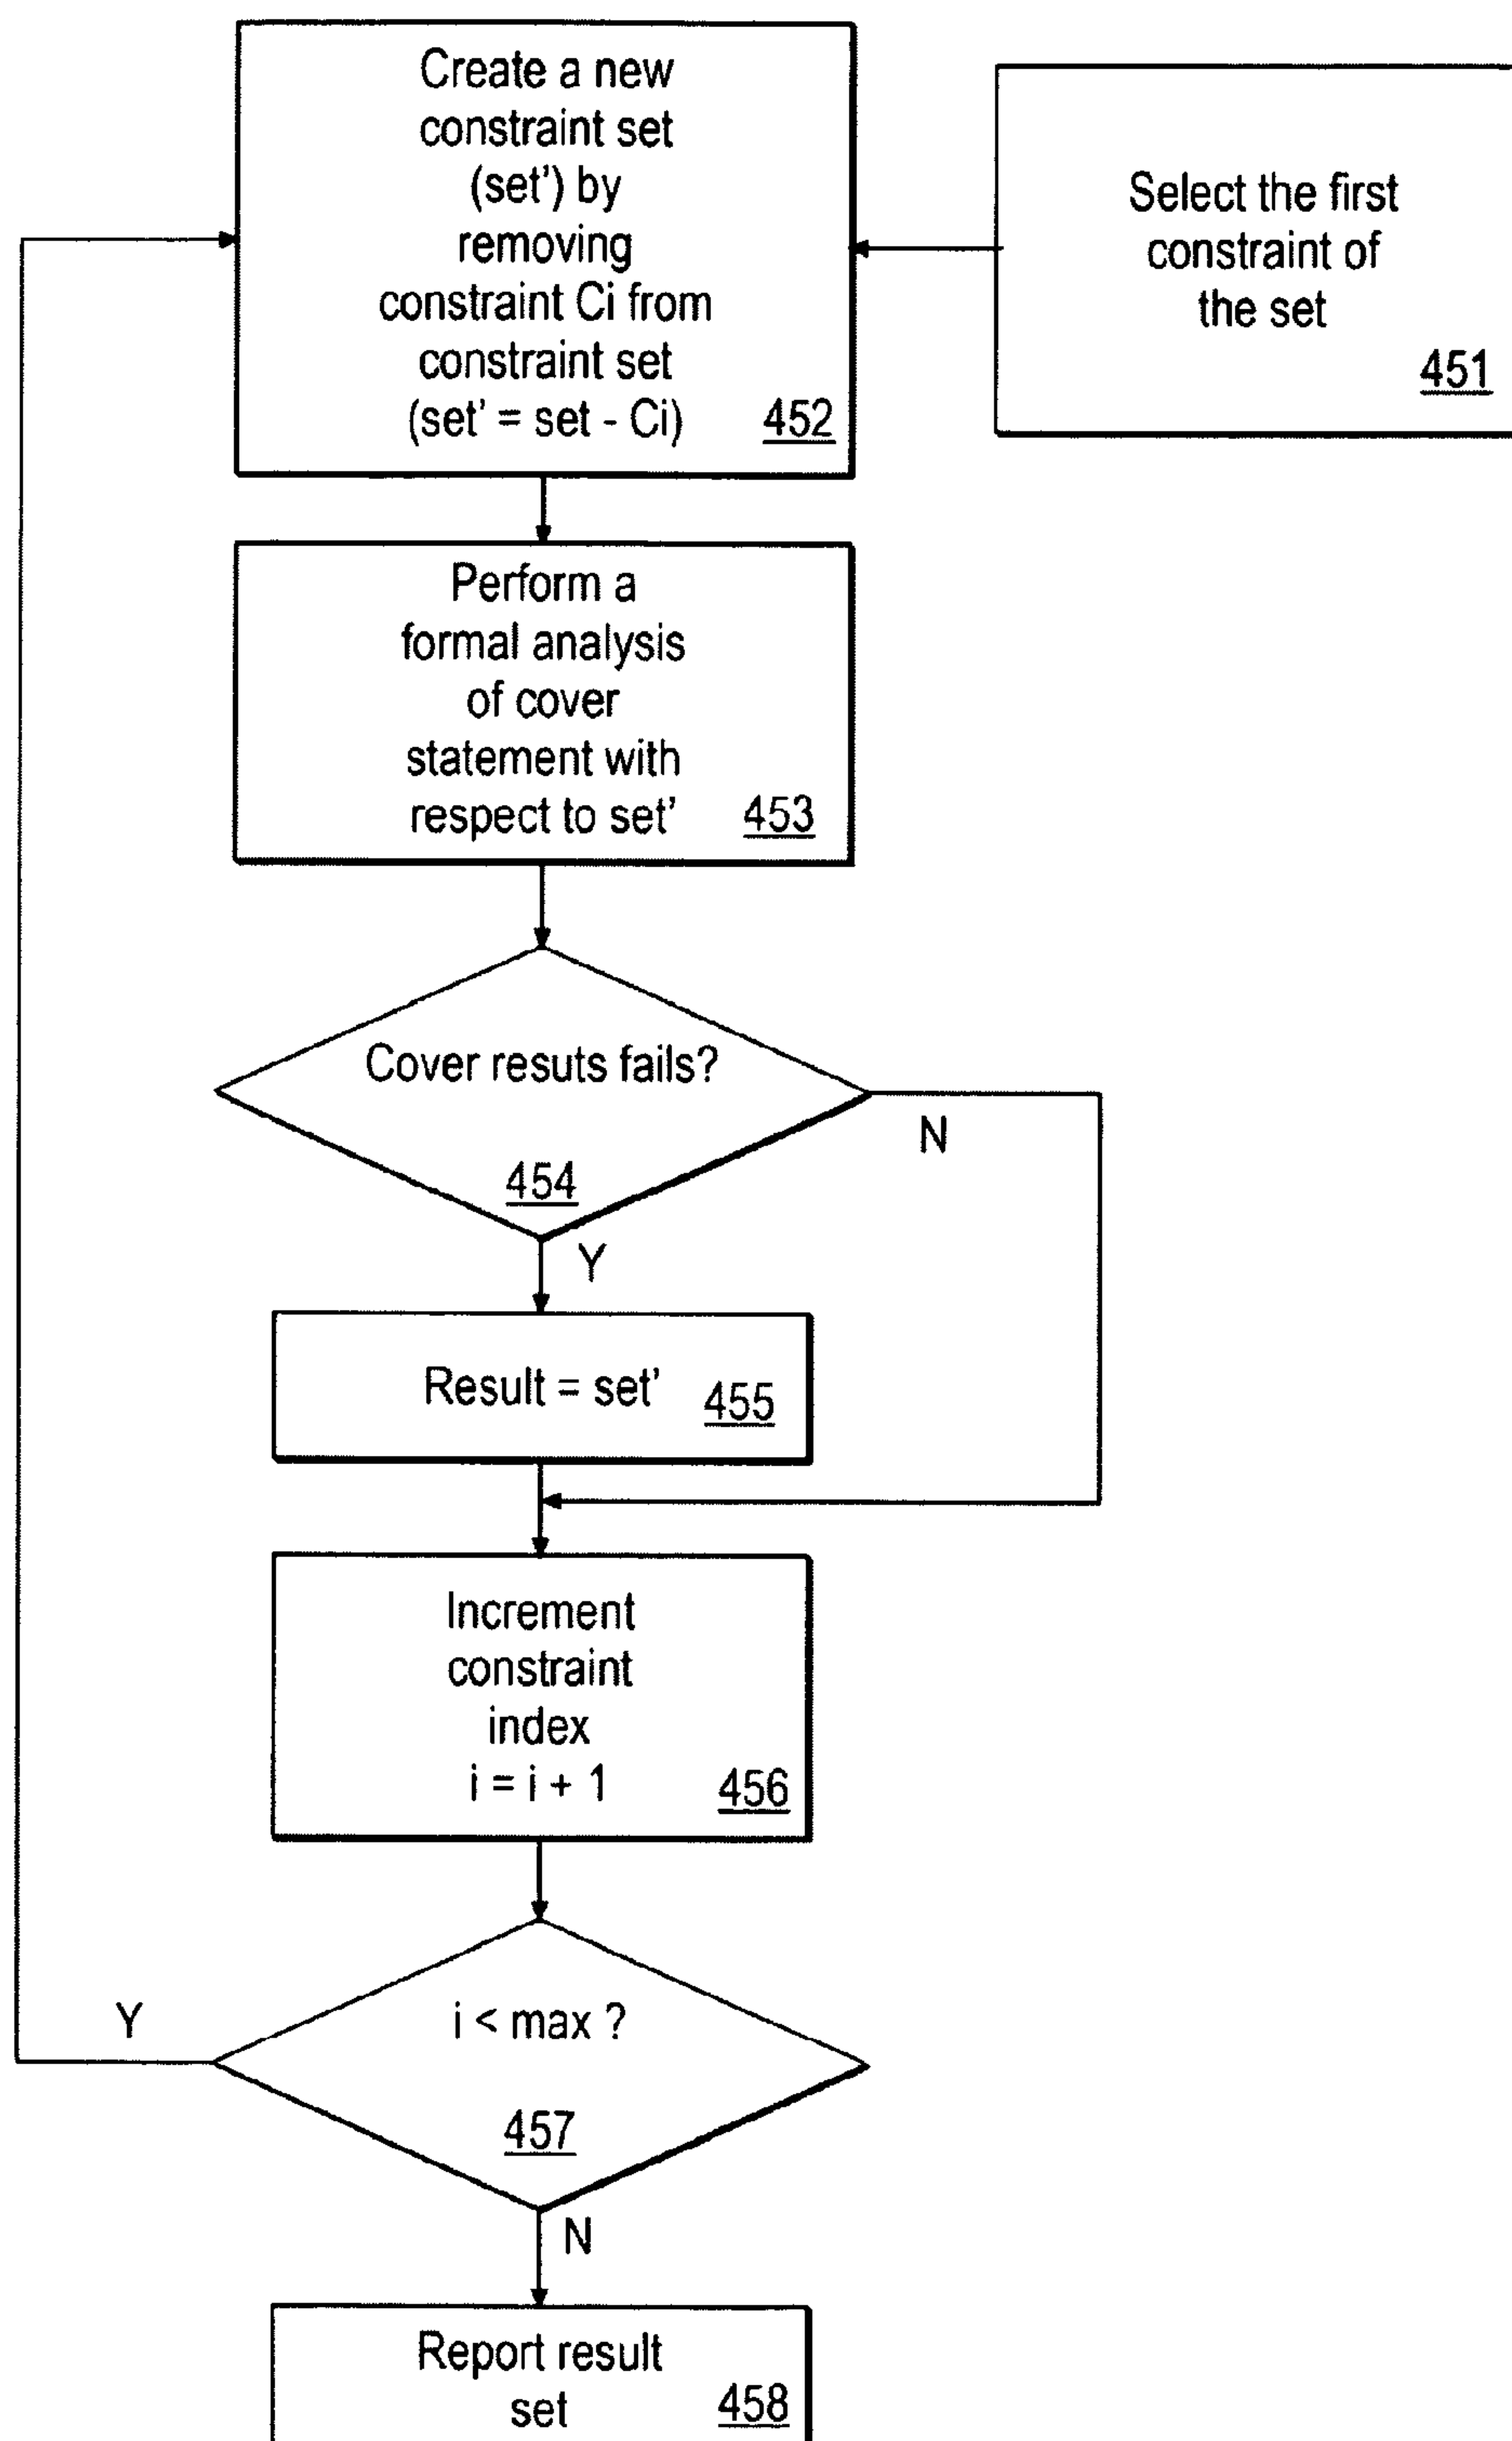 Create a new
constraint set
(set') by
removing
constraint Ci from
constraint set
(set' = set - Ci)
452
Select the first
constraint of
the set
451
Perform a
formal analysis
of cover
statement with
respect to set'
453
Cover resuts fails?
454
N
Y
Result = set'
455
Increment
constraint
index
i = i + 1
456
Y
i < max ?
457
N
Report result
set
458